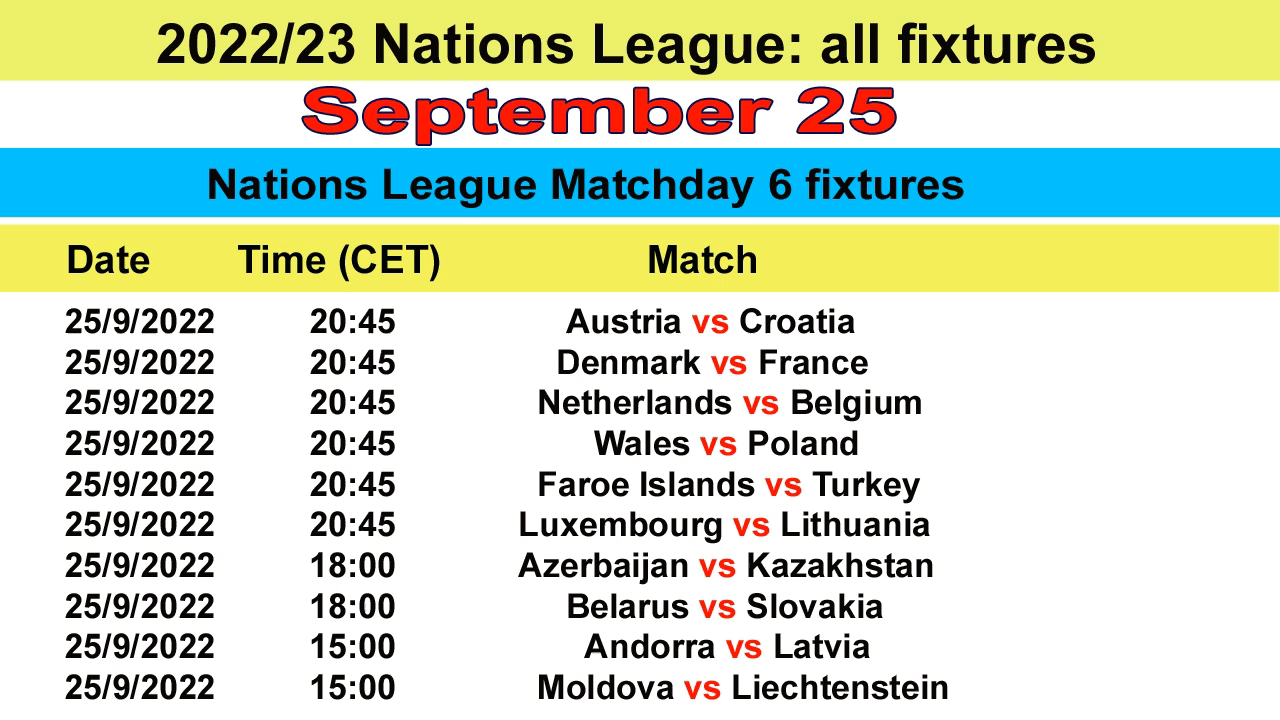 2022/23 Nations League: all fixtures
September 25
Nations League Matchday 6 fixtures
Date Time (CET) Match
25/9/2022 20:45 Austria vs Croatia
25/9/2022 20:45 Denmark vs France
25/9/2022 20:45 Netherlands vs Belgium
25/9/2022 20:45 Wales vs Poland
25/9/2022 20:45 Faroe Islands vs Turkey
25/9/2022 20:45 Luxembourg vs Lithuania
25/9/2022 18:00 Azerbaijan vs Kazakhstan
25/9/2022 18:00 Belarus vs Slovakia
25/9/2022 15:00 Andorra vs Latvia
25/9/2022 15:00 Moldova vs Liechtenstein